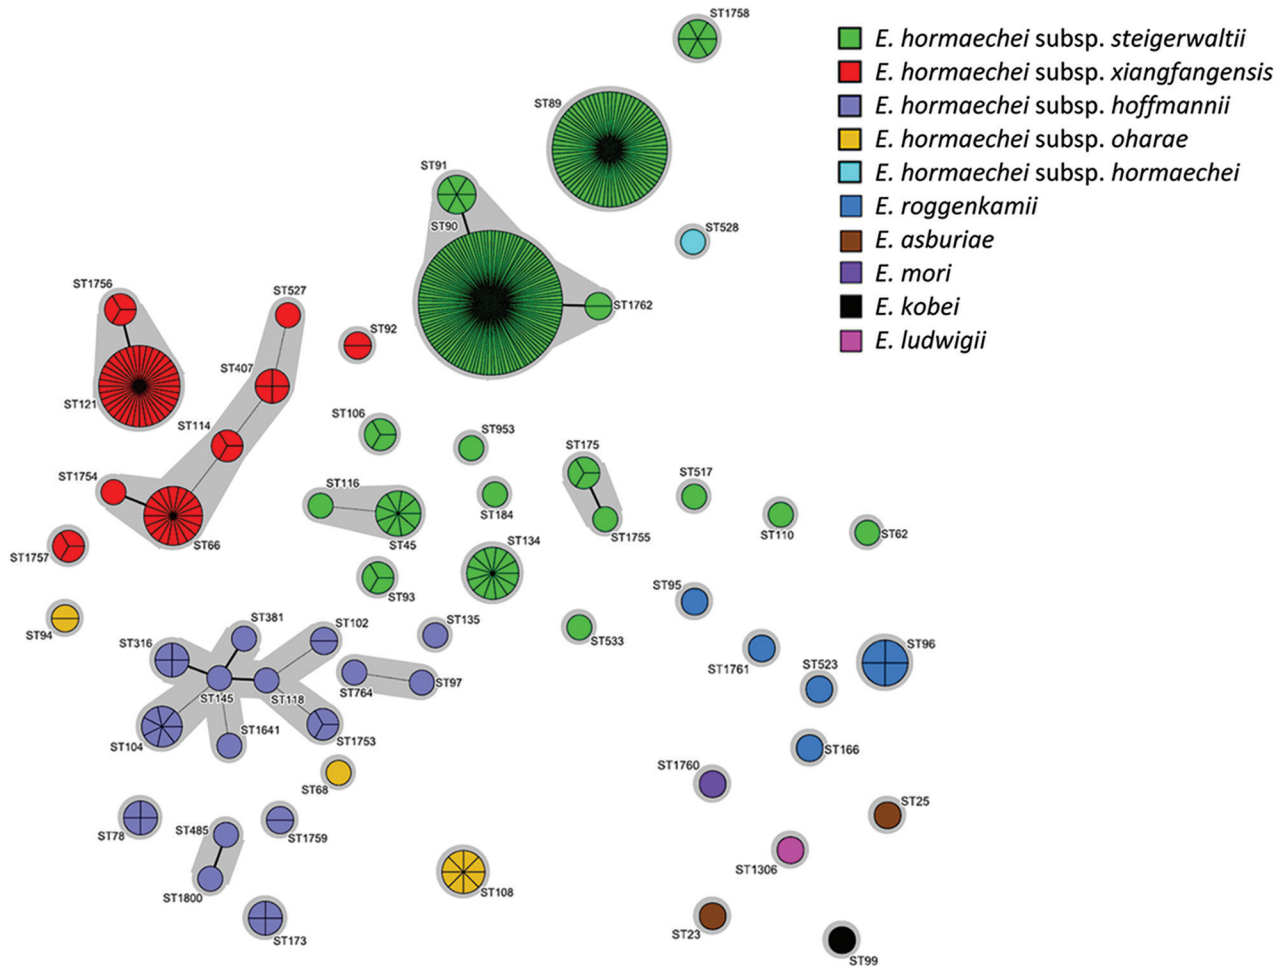 ST1758
E. hormaechei subsp. steigerwaltii
E. hormaechei subsp. xiangfangensis
E. hormaechei subsp. hoffmannii
E. hormaechei subsp. oharae
E. hormaechei subsp. hormaechei
E. roggenkamii
E. asburiae
E. mori
E. kobei
E. ludwigii
ST89
ST91
ST90
ST528
ST1756
ST527
ST1762
ST92
ST407
ST121
ST106
ST114
ST953
ST175
ST1754
ST116
ST517
ST184
ST110
ST62
ST66
ST45
ST134
ST1755
ST1757
ST93
ST95
ST94
ST381
ST102
ST135
ST533
ST316
ST96
ST1761
ST523
ST764
ST97
ST145
ST118
ST1641
ST104
ST1753
ST166
ST1760
ST68
ST25
ST78
ST485
ST1759
ST1306
ST1800
ST108
ST173
ST23
ST99